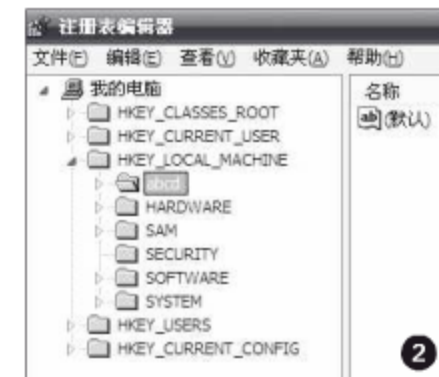 注册表编辑器
文件(F) 编辑(E) 查看(V) 收藏夹(A) 帮助(H)
我的电脑
HKEY_CLASSES_ROOT
HKEY_CURRENT_USER
HKEY_LOCAL_MACHINE
abcd
HARDWARE
SAM
SECURITY
SOFTWARE
SYSTEM
HKEY_USERS
HKEY_CURRENT_CONFIG
名称
ab(默认)
2